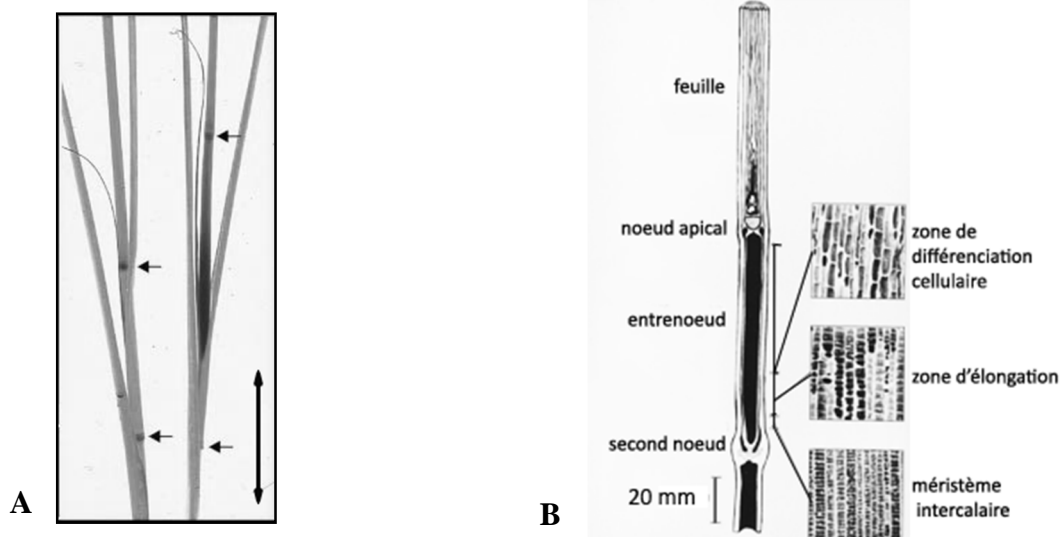 feuille
noeud apical
zone de
différenciation
cellulaire
entrenoeud
zone d'élongation
second noeud
méristème
intercalaire
20 mm
A
B